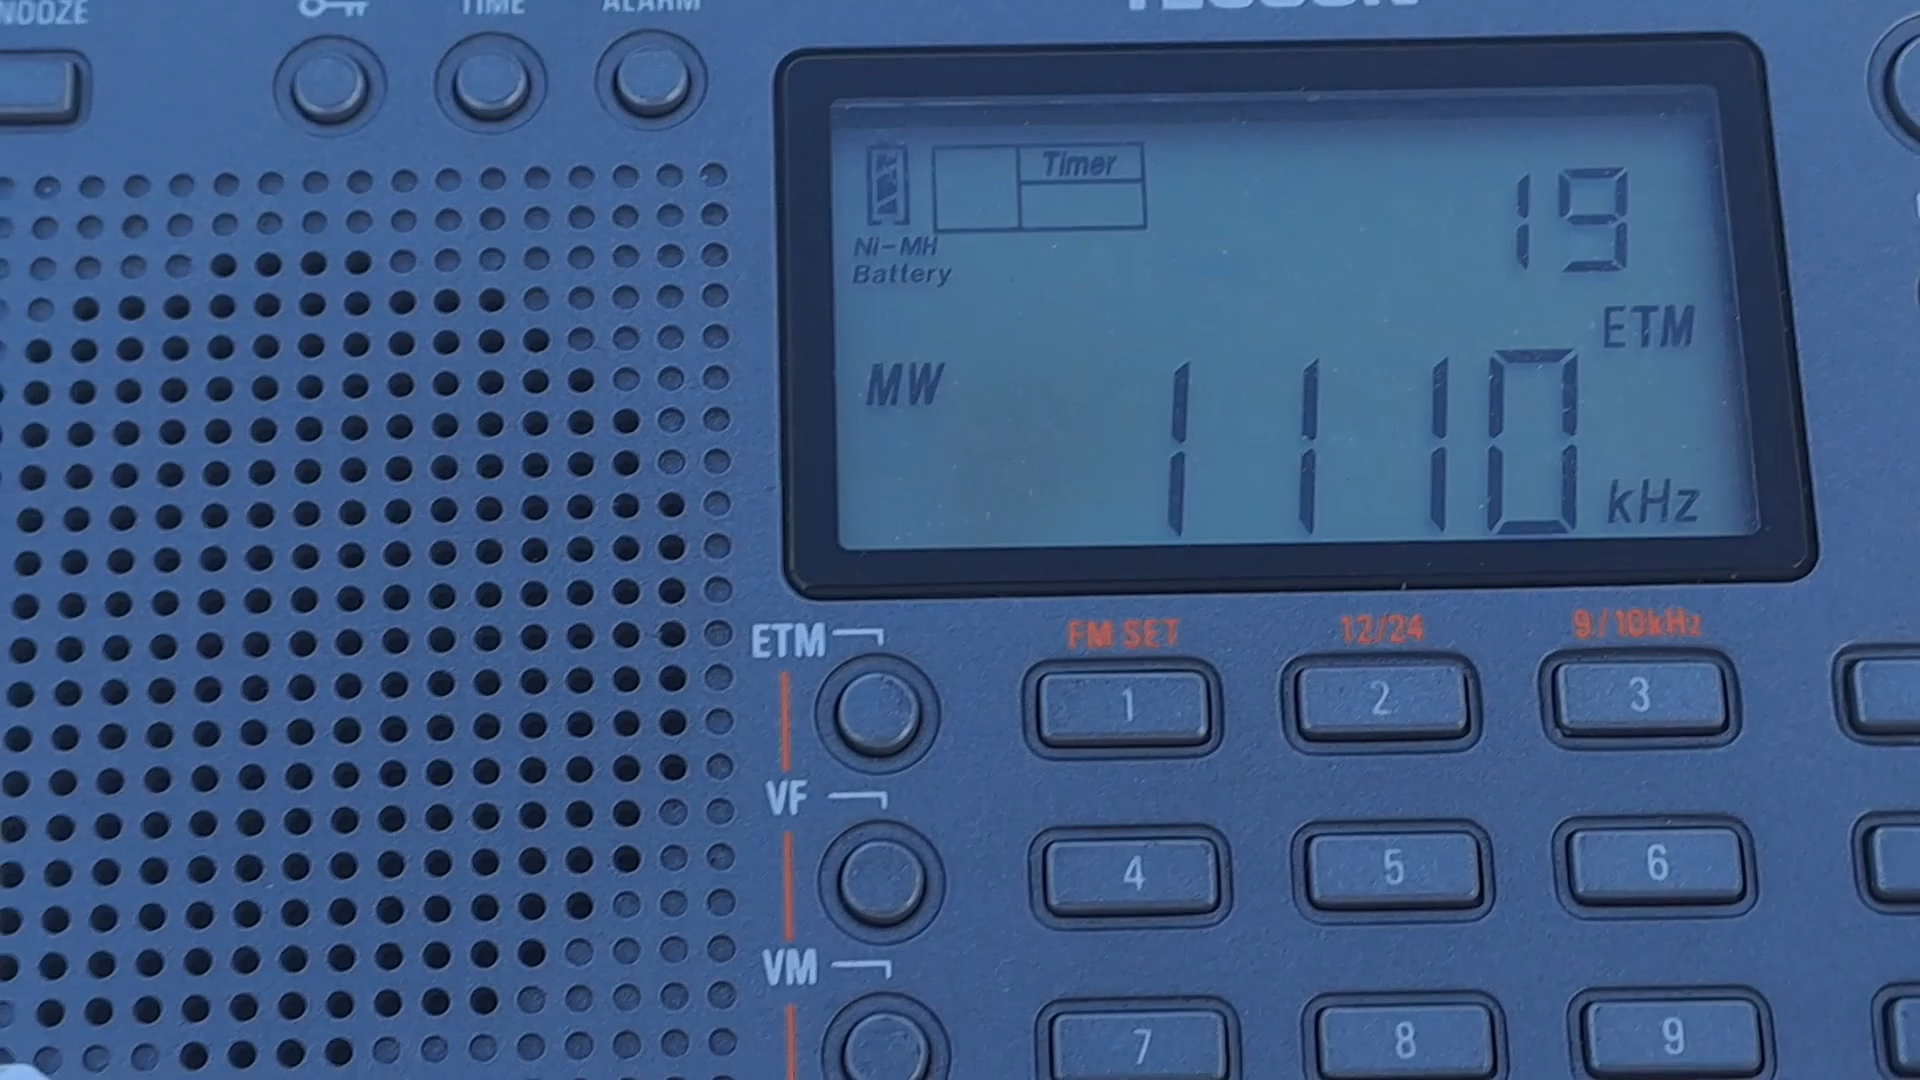 TIME
ALARM
TECSUN
Timer
19
Ni-MH
Battery
ETM
MW
1110
kHz
ETM
FM SET
12/24
9/10kHz
1
2
3
VF
4
5
6
VM
7
8
9